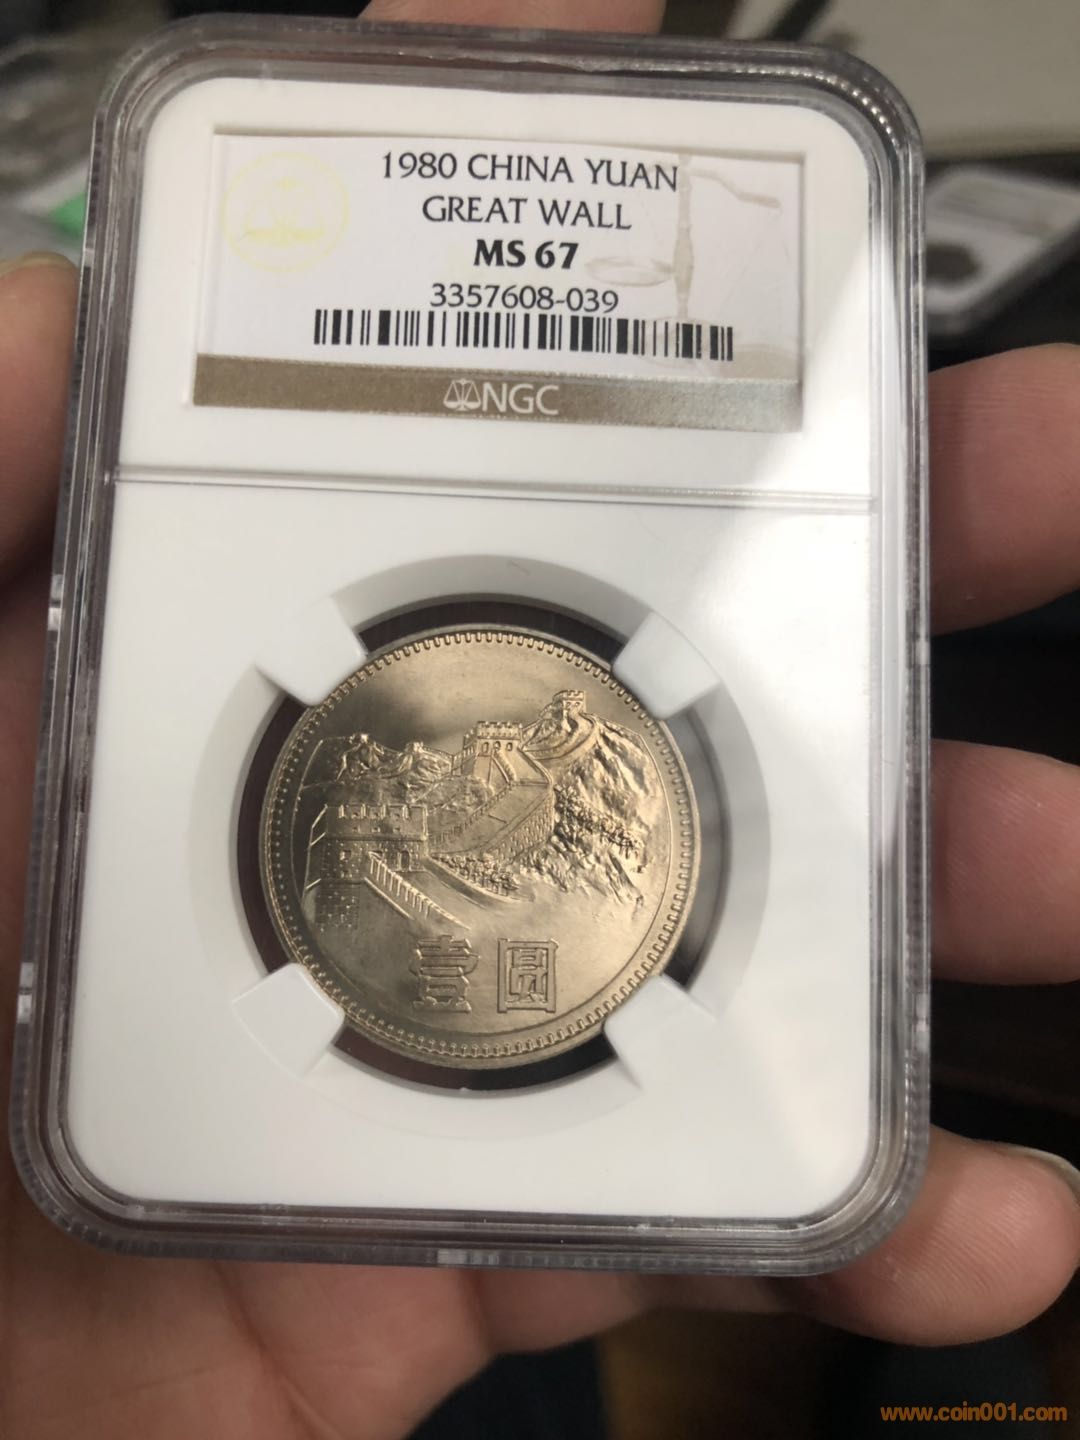 1980 CHINA YUAN
GREAT WALL
MS 67
3357608-039
NGC
壹圆
www.coin001.com